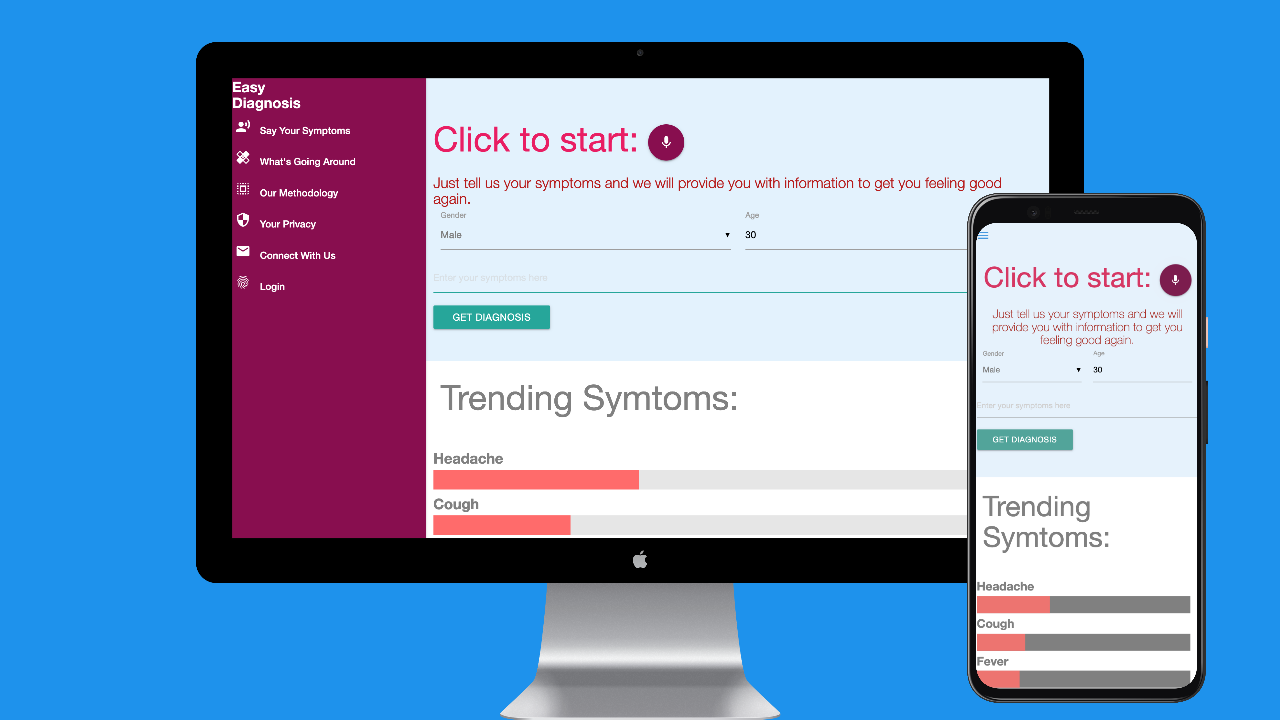 Easy
Diagnosis
Say Your Symptoms
What's Going Around
Our Methodology
Your Privacy
Connect With Us
Login
Click to start:
Just tell us your symptoms and we will provide you with information to get you feeling good
again.
Gender
Age
Male
30
Enter your symptoms here
GET DIAGNOSIS
Trending Symtoms:
Headache
Cough
Click to start:
Just tell us your symptoms and we will
provide you with information to get you
feeling good again.
Gender
Age
Male
30
Enter your symptoms here
GET DIAGNOSIS
Trending
Symtoms:
Headache
Cough
Fever